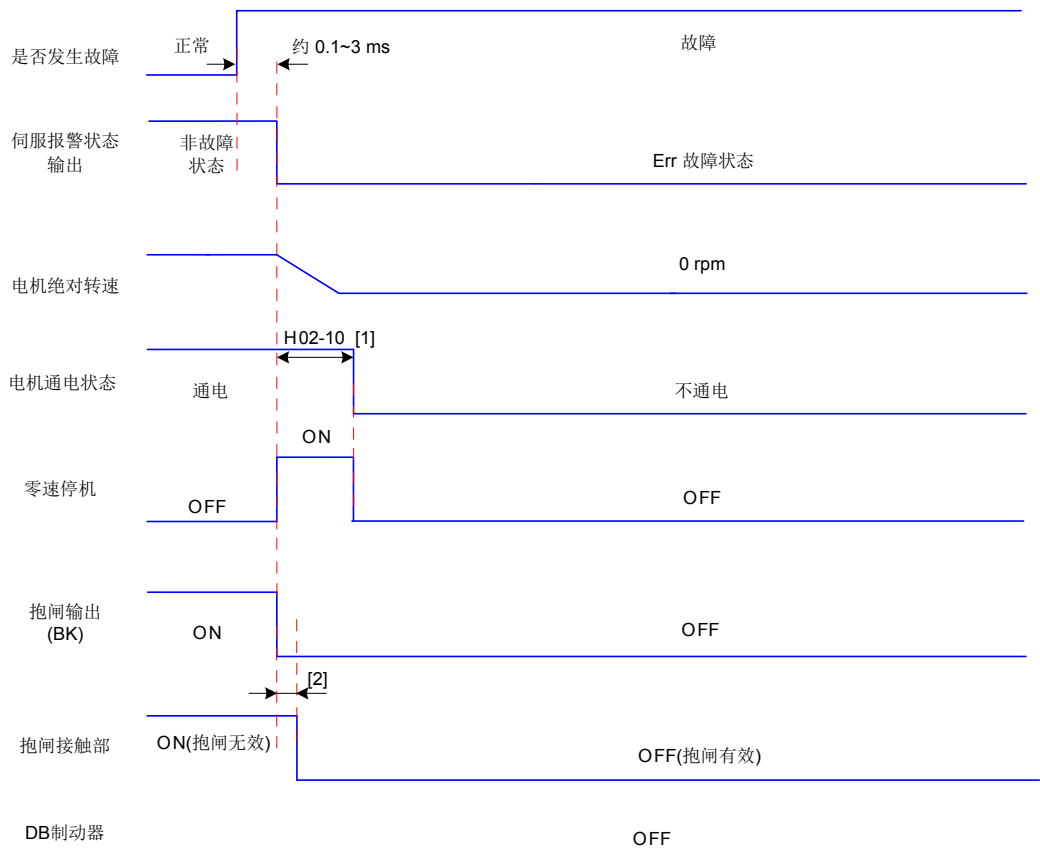 是否发生故障
正常
约 0.1~3 ms
故障
伺服报警状态
输出
非故障
状态
Err 故障状态
电机绝对转速
0 rpm
H02-10 [1]
电机通电状态
通电
不通电
ON
零速停机
OFF
OFF
抱闸输出
(BK)
ON
OFF
[2]
抱闸接触部
ON(抱闸无效)
OFF(抱闸有效)
DB制动器
OFF